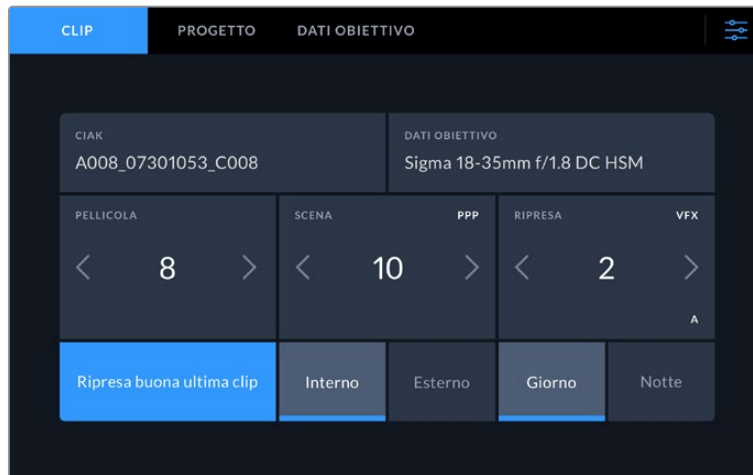 CLIP PROGETTO DATI OBIETTIVO
CIAK DATI OBIETTIVO
A008_07301053_C008 Sigma 18-35mm f/1.8 DC HSM
PELLICOLA SCENA PPP RIPRESA VFX
8 10 2
A
Ripresa buona ultima clip Interno Esterno Giorno Notte